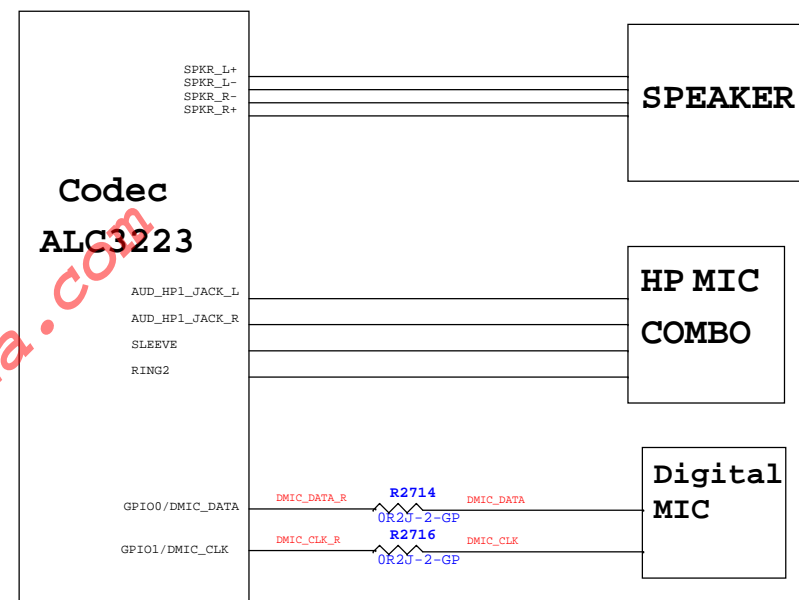 SPKR_L+
SPKR_L-
SPKR_R-
SPKR_R+
SPEAKER
Codec
ALC3223
a.com
AUD_HP1_JACK_L
AUD_HP1_JACK_R
SLEEVE
RING2
HP MIC
COMBO
GPIO0/DMIC_DATA
DMIC_DATA_R
R2714
0R2J-2-GP
DMIC_DATA
GPIO1/DMIC_CLK
DMIC_CLK_R
R2716
0R2J-2-GP
DMIC_CLK
Digital
MIC